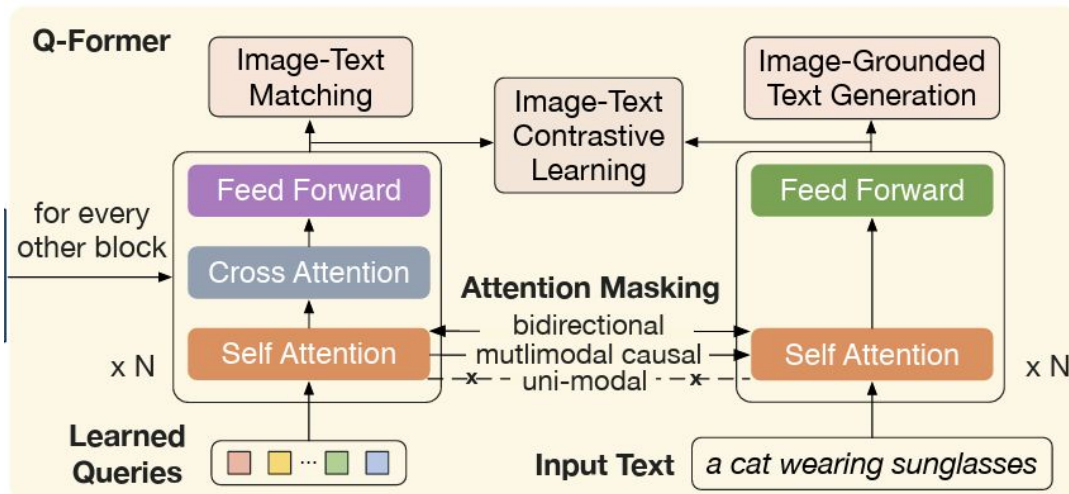 Q-Former
Image-Text
Matching
Image-Text
Contrastive
Learning
Image-Grounded
Text Generation
for every
other block
Feed Forward
Cross Attention
Self Attention
x N
Attention Masking
bidirectional
mutlimodal causal
x uni-modal x
Feed Forward
Self Attention
x N
Learned
Queries
...
Input Text
a cat wearing sunglasses